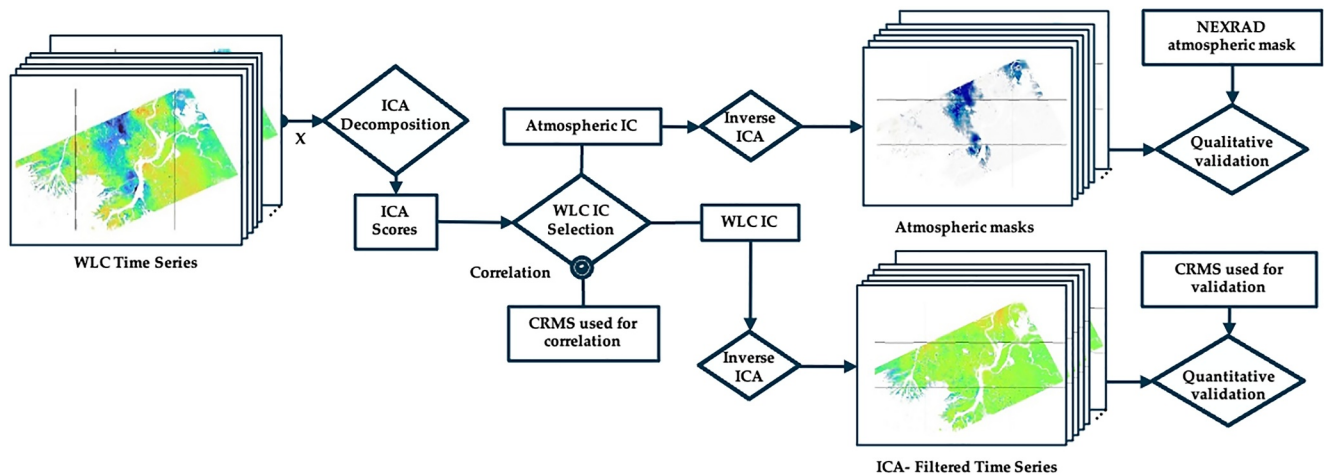 WLC Time Series
X
ICA
Decomposition
ICA
Scores
Atmospheric IC
WLC IC
Selection
Correlation
CRMS used for
correlation
Inverse
ICA
WLC IC
Inverse
ICA
Atmospheric masks
NEXRAD
atmospheric mask
Qualitative
validation
ICA- Filtered Time Series
CRMS used for
validation
Quantitative
validation